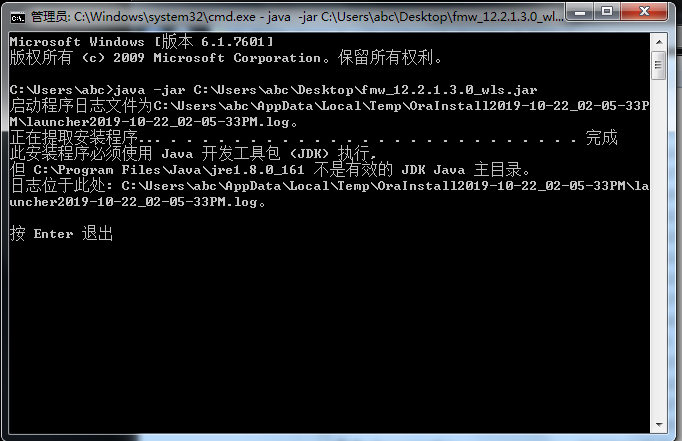 管理员: C:\Windows\system32\cmd.exe - java -jar C:\Users\abc\Desktop\fmw_12.2.1.3.0_wl...
Microsoft Windows [版本 6.1.7601]
版权所有 (c) 2009 Microsoft Corporation。保留所有权利。
C:\Users\abc>java -jar C:\Users\abc\Desktop\fmw_12.2.1.3.0_wls.jar
启动程序日志文件为C:\Users\abc\AppData\Local\Temp\OraInstall2019-10-22_02-05-33P
M\launcher2019-10-22_02-05-33PM.log。
正在提取安装程序... . . . . . . . . . . . . . . . . . . . . . . . . . . 完成
此安装程序必须使用 Java 开发工具包 (JDK) 执行,
但 C:\Program Files\Java\jre1.8.0_161 不是有效的 JDK Java 主目录。
日志位于此处: C:\Users\abc\AppData\Local\Temp\OraInstall2019-10-22_02-05-33PM\la
uncher2019-10-22_02-05-33PM.log。
按 Enter 退出